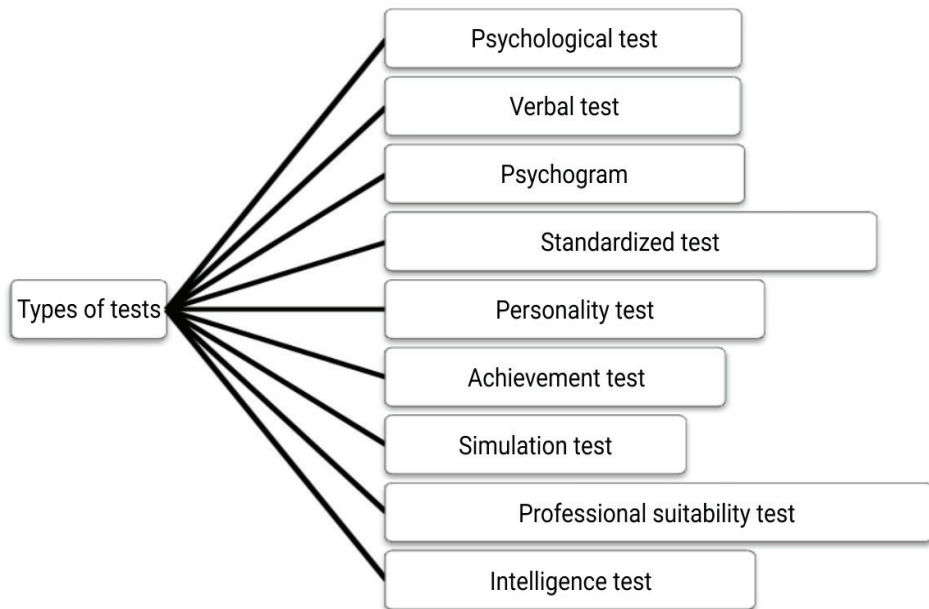 Psychological test
Verbal test
Psychogram
Standardized test
Types of tests
Personality test
Achievement test
Simulation test
Professional suitability test
Intelligence test